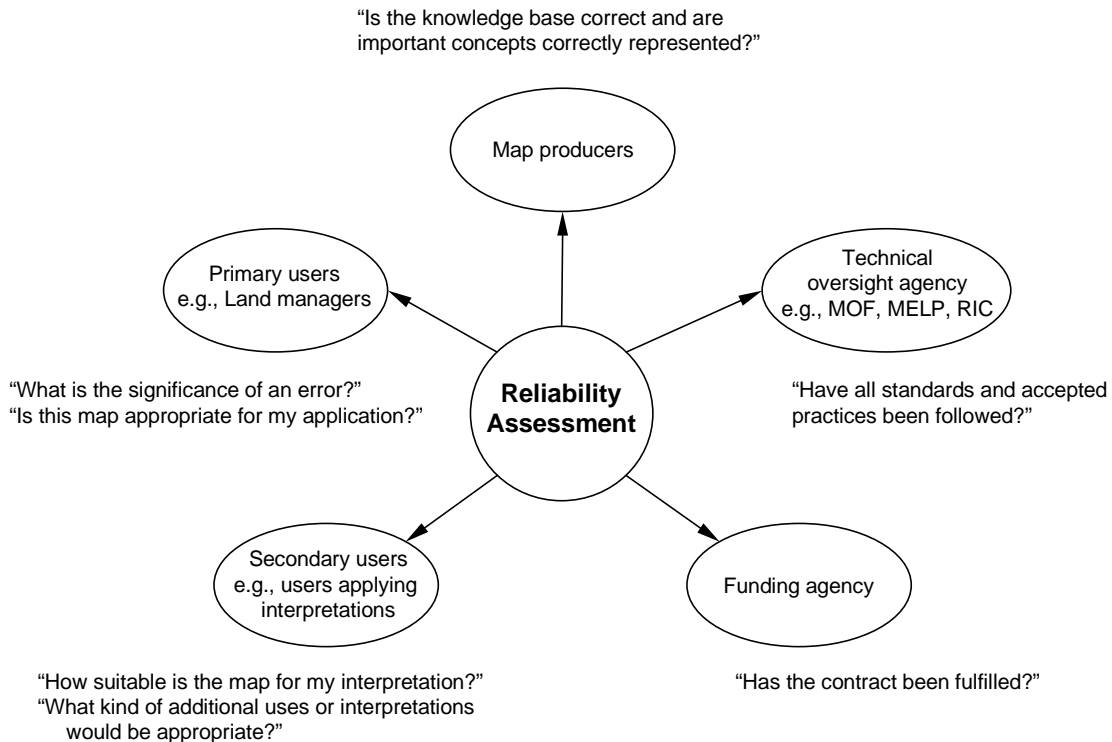 “Is the knowledge base correct and are
important concepts correctly represented?”
Map producers
Primary users
e.g., Land managers
Technical
oversight agency
e.g., MOF, MELP, RIC
“What is the significance of an error?”
“Is this map appropriate for my application?”
Reliability
Assessment
“Have all standards and accepted
practices been followed?”
Secondary users
e.g., users applying
interpretations
Funding agency
“How suitable is the map for my interpretation?”
“What kind of additional uses or interpretations
would be appropriate?”
“Has the contract been fulfilled?”